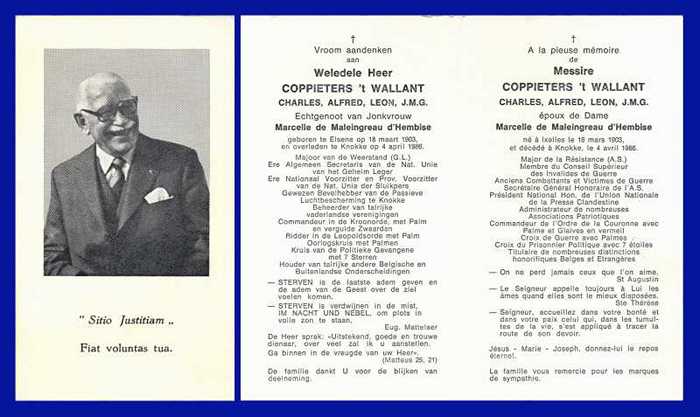 " Sitio Justitiam „
Fiat voluntas tua.
†
Vroom aandenken
aan
Weledele Heer
COPPIETERS 't WALLANT
CHARLES, ALFRED, LEON, J.M.G.
Echtgenoot van Jonkvrouw
Marcelle de Maleingreau d'Hembise
geboren te Elsene op 18 maart 1903,
en overleden te Knokke op 4 april 1986.
Majoor van de Weerstand (G.L.)
Ere Algemeen Secretaris van de Nat. Unie
van het Geheim Leger
Ere Nationaal Voorzitter en Prov. Voorzitter
van de Nat. Unie der Sluikpers
Gewezen Bevelhebber van de Passieve
Luchtbescherming te Knokke
Beheerder van talrijke
vaderlandse verenigingen
Commandeur in de Kroonorde, met Palm
en vergulde Zwaarden
Ridder in de Leopoldsorde met Palm
Oorlogskruis met Palmen
Kruis van de Politieke Gevangene
met 7 Sterren
Houder van talrijke andere Belgische en
Buitenlandse Onderscheidingen
— STERVEN is de laatste adem geven en
de adem van de Geest over de ziel
voelen komen.
— STERVEN is verdwijnen in de mist,
IM NACHT UND NEBEL, om plots in
volle zon te staan.
Eug. Mattelaer
De Heer sprak: «Uitstekend, goede en trouwe
dienaar, over veel zal ik u aanstellen.
Ga binnen in de vreugde van uw Heer».
(Matteus 25, 21)
De familie dankt U voor de blijken van
deelneming.
†
A la pieuse mémoire
de
Messire
COPPIETERS 't WALLANT
CHARLES, ALFRED, LEON, J.M.G.
époux de Dame
Marcelle de Maleingreau d'Hembise
né à Ixelles le 18 mars 1903,
et décédé à Knokke, le 4 avril 1986.
Major de la Résistance (A.S.)
Membre du Conseil Supérieur
des Invalides de Guerre
Anciens Combattants et Victimes de Guerre
Secrétaire Général Honoraire de l'A.S.
Président National Hon. de l'Union Nationale
de la Presse Clandestine
Administrateur de nombreuses
Associations Patriotiques
Commandeur de l'Ordre de la Couronne avec
Palme et Glaives en vermeil
Croix de Guerre avec Palmes
Croix du Prisonnier Politique avec 7 étoiles
Titulaire de nombreuses distinctions
honorifiques Belges et Etrangères
— On ne perd jamais ceux que l'on aime.
St Augustin
— Le Seigneur appelle toujours à Lui les
âmes quand elles sont le mieux disposées.
Ste Thérèse
— Seigneur, accueillez dans votre bonté et
dans votre paix celui qui, dans les tumultes
de la vie, s'est appliqué à tracer la
route de son devoir.
Jésus - Marie - Joseph, donnez-lui le repos
éternel.
La famille vous remercie pour les marques
de sympathie.